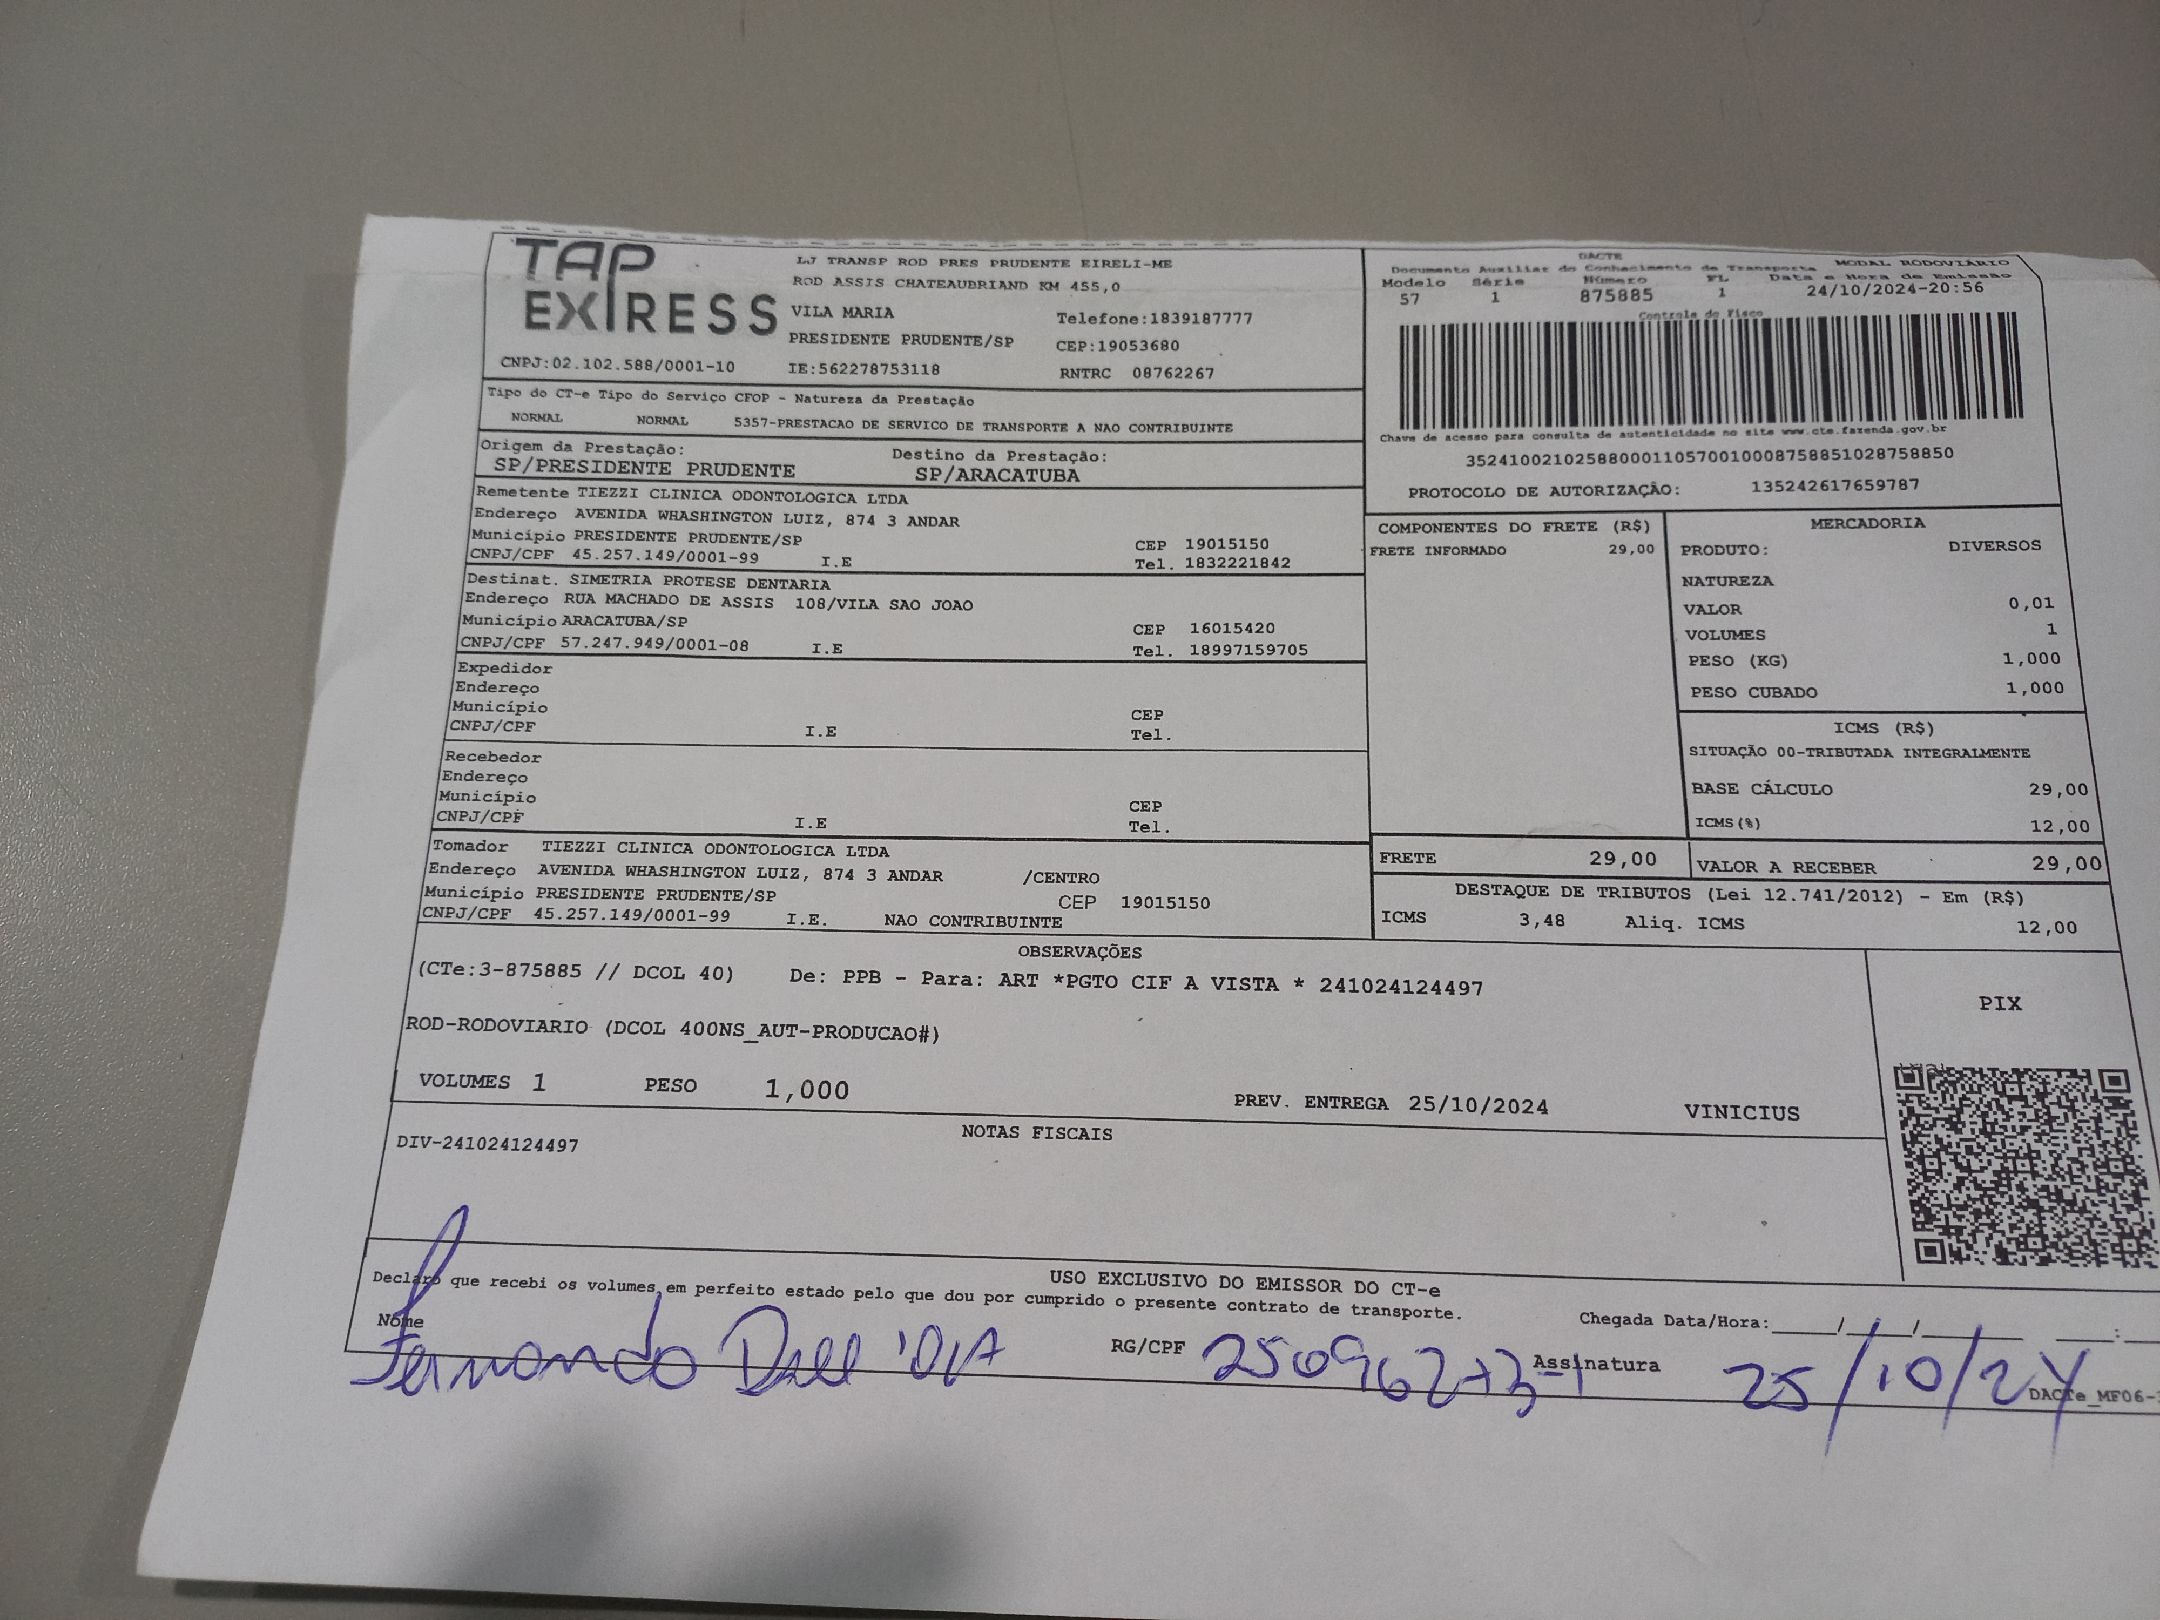 TAP
EXPRESS
LJ TRANSP ROD PRES PRUDENTE EIRELI-ME
ROD ASSIS CHATEAUBRIAND KM 455,0
VILA MARIA Telefone:1839187777
PRESIDENTE PRUDENTE/SP CEP:19053680
CNPJ:02.102.588/0001-10 IE:562278753118 RNTRC 08762267
DACTE
Documento Auxiliar do Conhecimento de Transporte MODAL RODOVIÁRIO
Modelo Série Número FL Data e Hora de Emissão
57 1 875885 1 24/10/2024-20:56
Controle do Fisco
Chave de acesso para consulta de autenticidade no site www.cte.fazenda.gov.br
35241002102588000110570010008758851028758850
PROTOCOLO DE AUTORIZAÇÃO: 135242617659787
Tipo do CT-e Tipo do Serviço CFOP - Natureza da Prestação
NORMAL NORMAL 5357-PRESTACAO DE SERVICO DE TRANSPORTE A NAO CONTRIBUINTE
Origem da Prestação: Destino da Prestação:
SP/PRESIDENTE PRUDENTE SP/ARACATUBA
Remetente TIEZZI CLINICA ODONTOLOGICA LTDA
Endereço AVENIDA WHASHINGTON LUIZ, 874 3 ANDAR
Município PRESIDENTE PRUDENTE/SP CEP 19015150
CNPJ/CPF 45.257.149/0001-99 I.E Tel. 1832221842
Destinat. SIMETRIA PROTESE DENTARIA
Endereço RUA MACHADO DE ASSIS 108/VILA SAO JOAO
Município ARACATUBA/SP CEP 16015420
CNPJ/CPF 57.247.949/0001-08 I.E Tel. 18997159705
Expedidor
Endereço
Município CEP
CNPJ/CPF I.E Tel.
Recebedor
Endereço
Município CEP
CNPJ/CPF I.E Tel.
Tomador TIEZZI CLINICA ODONTOLOGICA LTDA
Endereço AVENIDA WHASHINGTON LUIZ, 874 3 ANDAR /CENTRO
Município PRESIDENTE PRUDENTE/SP CEP 19015150
CNPJ/CPF 45.257.149/0001-99 I.E. NAO CONTRIBUINTE
COMPONENTES DO FRETE (R$)
FRETE INFORMADO 29,00
MERCADORIA
PRODUTO: DIVERSOS
NATUREZA
VALOR 0,01
VOLUMES 1
PESO (KG) 1,000
PESO CUBADO 1,000
ICMS (R$)
SITUAÇÃO 00-TRIBUTADA INTEGRALMENTE
BASE CÁLCULO 29,00
ICMS(%) 12,00
FRETE 29,00 VALOR A RECEBER 29,00
DESTAQUE DE TRIBUTOS (Lei 12.741/2012) - Em (R$)
ICMS 3,48 Aliq. ICMS 12,00
OBSERVAÇÕES
(CTe:3-875885 // DCOL 40) De: PPB - Para: ART *PGTO CIF A VISTA * 241024124497
ROD-RODOVIARIO (DCOL 400NS_AUT-PRODUCAO#)
VOLUMES 1 PESO 1,000 PREV. ENTREGA 25/10/2024 VINICIUS
PIX
NOTAS FISCAIS
DIV-241024124497
USO EXCLUSIVO DO EMISSOR DO CT-e
Declaro que recebi os volumes em perfeito estado pelo que dou por cumprido o presente contrato de transporte.
Chegada Data/Hora:____/____/______ ___:
Nome Fernando RG/CPF Assinatura 25/10/24
DACTe_MF06-